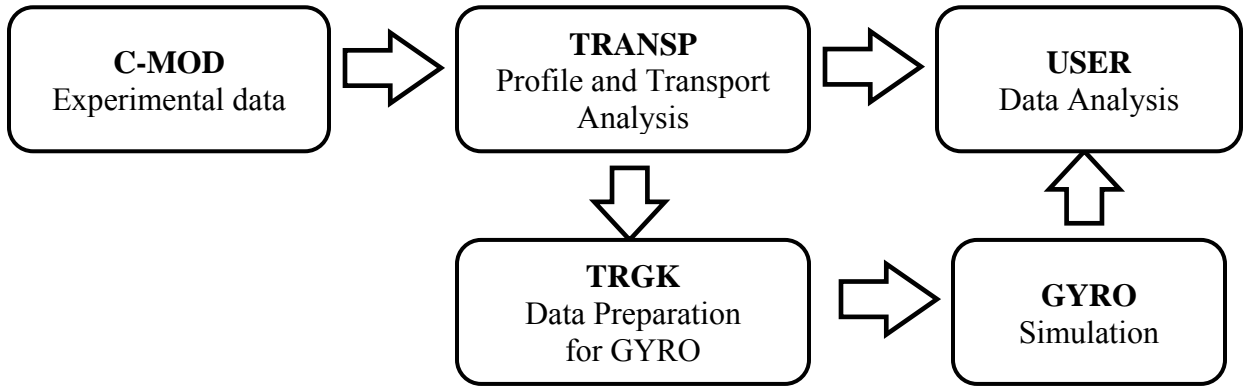 C-MOD
Experimental data
TRANSP
Profile and Transport
Analysis
USER
Data Analysis
TRGK
Data Preparation
for GYRO
GYRO
Simulation